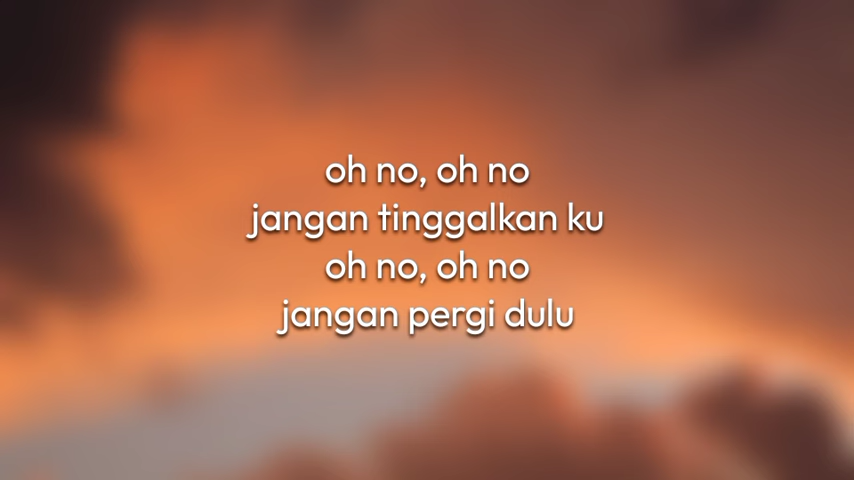 oh no, oh no
jangan tinggalkan ku
oh no, oh no
jangan pergi dulu